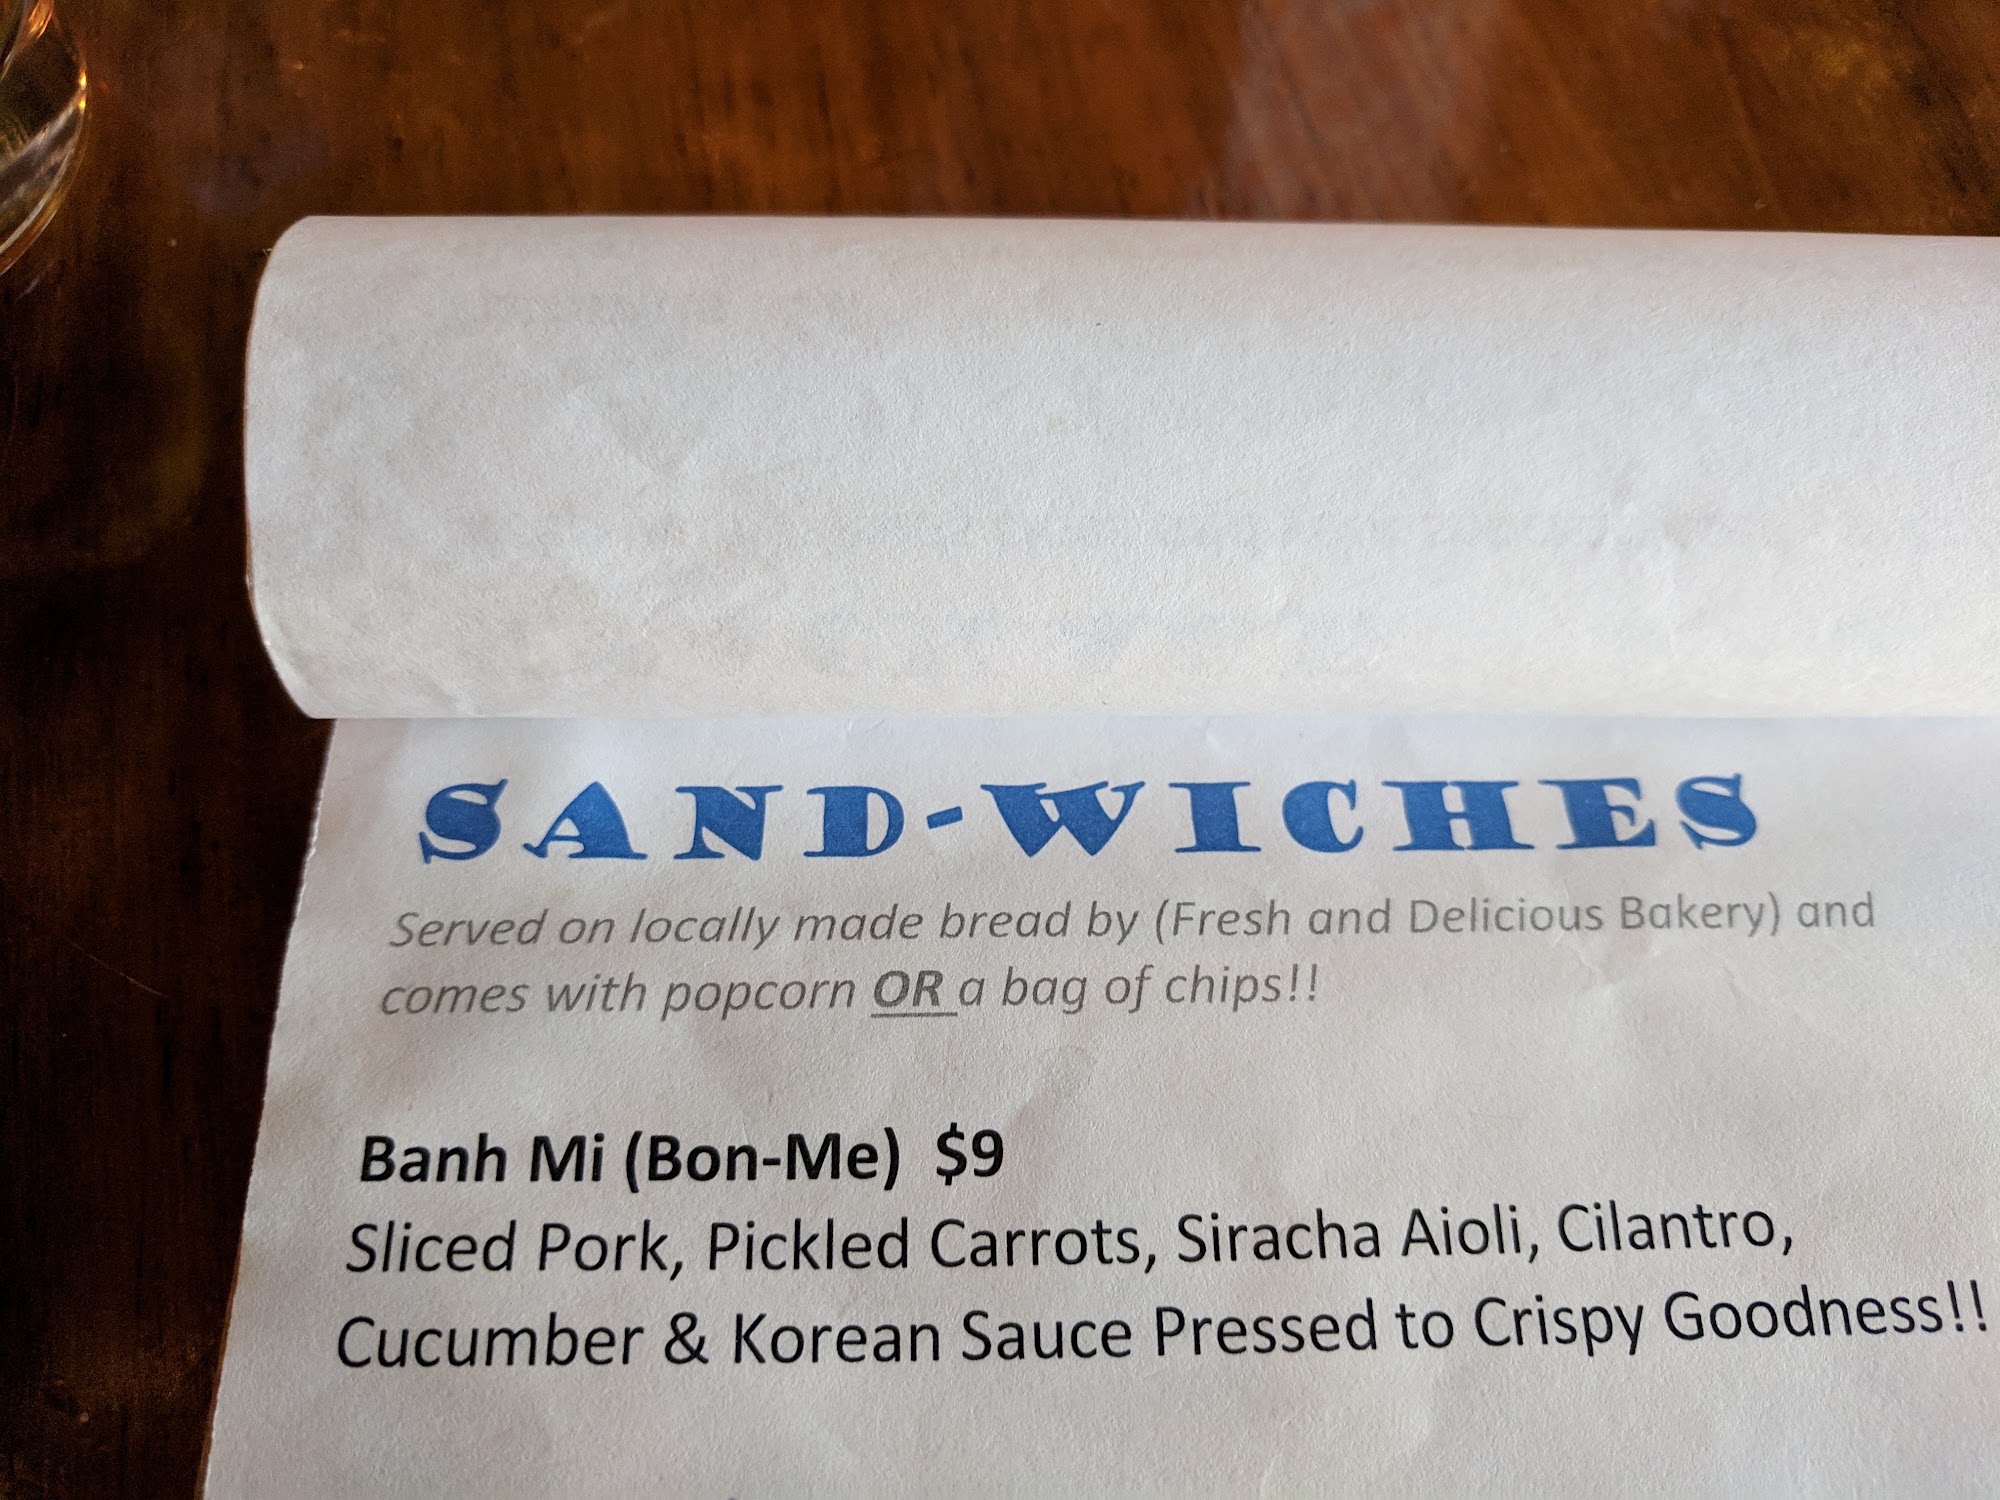 SAND-WICHES
Served on locally made bread by (Fresh and Delicious Bakery) and
comes with popcorn OR a bag of chips!!
Banh Mi (Bon-Me) $9
Sliced Pork, Pickled Carrots, Siracha Aioli, Cilantro,
Cucumber & Korean Sauce Pressed to Crispy Goodness!!